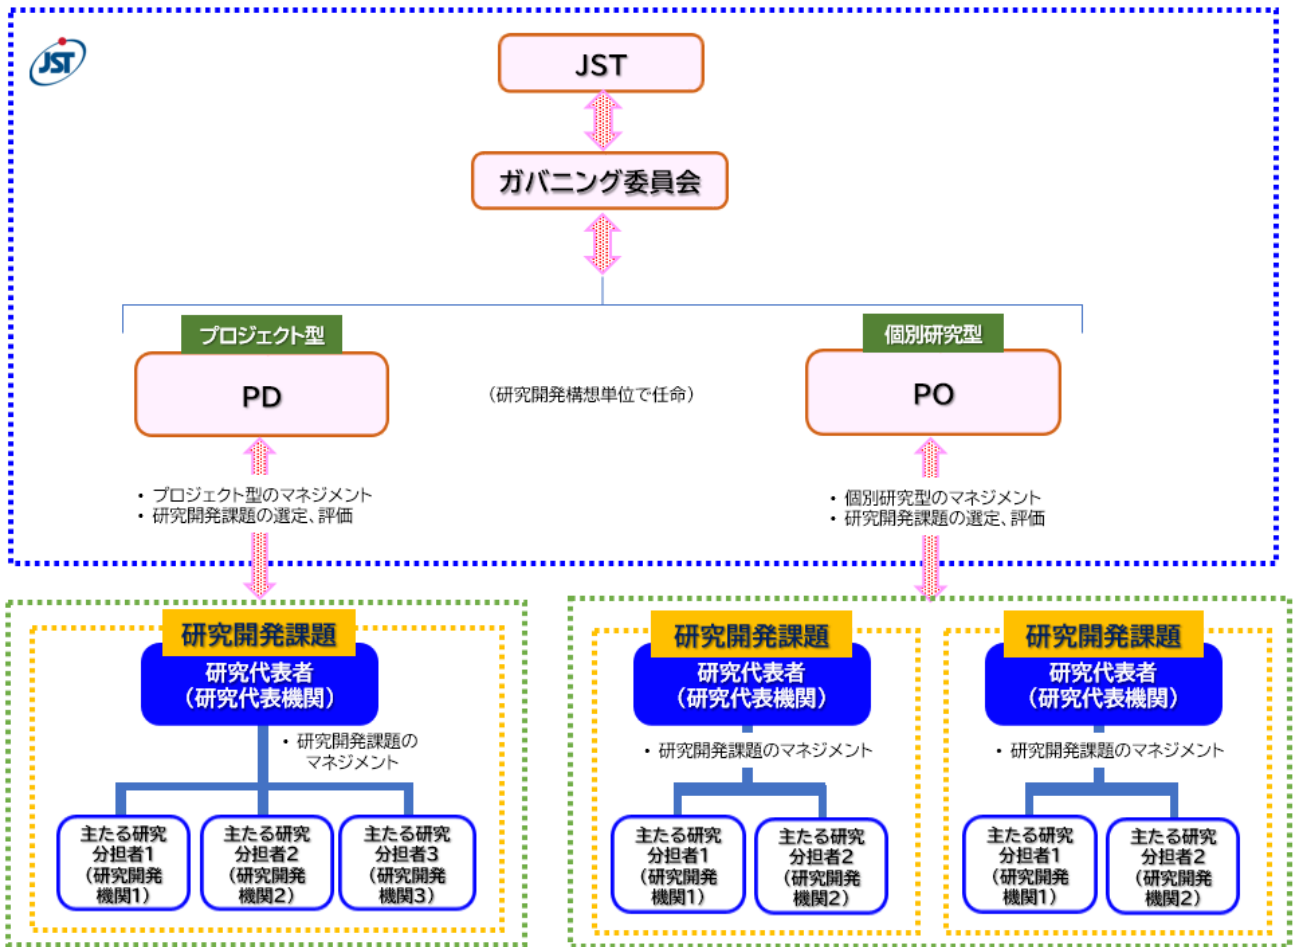 JST
JST
ガバニング委員会
プロジェクト型
PD
(研究開発構想単位で任命)
個別研究型
PO
・ プロジェクト型のマネジメント
・ 研究開発課題の選定、評価
・ 個別研究型のマネジメント
・ 研究開発課題の選定、評価
研究開発課題
研究代表者
(研究代表機関)
・ 研究開発課題の
マネジメント
主たる研究
分担者1
(研究開発
機関1)
主たる研究
分担者2
(研究開発
機関2)
主たる研究
分担者3
(研究開発
機関3)
研究開発課題
研究代表者
(研究代表機関)
・ 研究開発課題のマネジメント
主たる研究
分担者1
(研究開発
機関1)
主たる研究
分担者2
(研究開発
機関2)
研究開発課題
研究代表者
(研究代表機関)
・ 研究開発課題のマネジメント
主たる研究
分担者1
(研究開発
機関1)
主たる研究
分担者2
(研究開発
機関2)